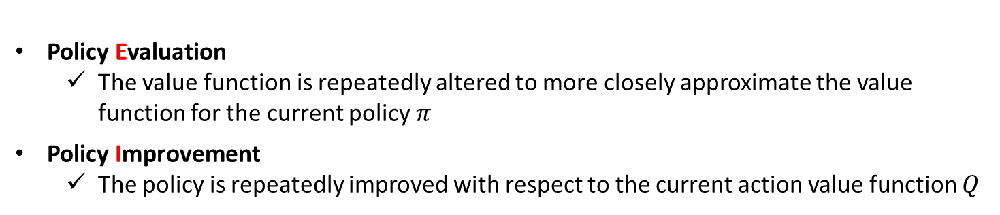 • Policy Evaluation
✓ The value function is repeatedly altered to more closely approximate the value
function for the current policy π
• Policy Improvement
✓ The policy is repeatedly improved with respect to the current action value function Q